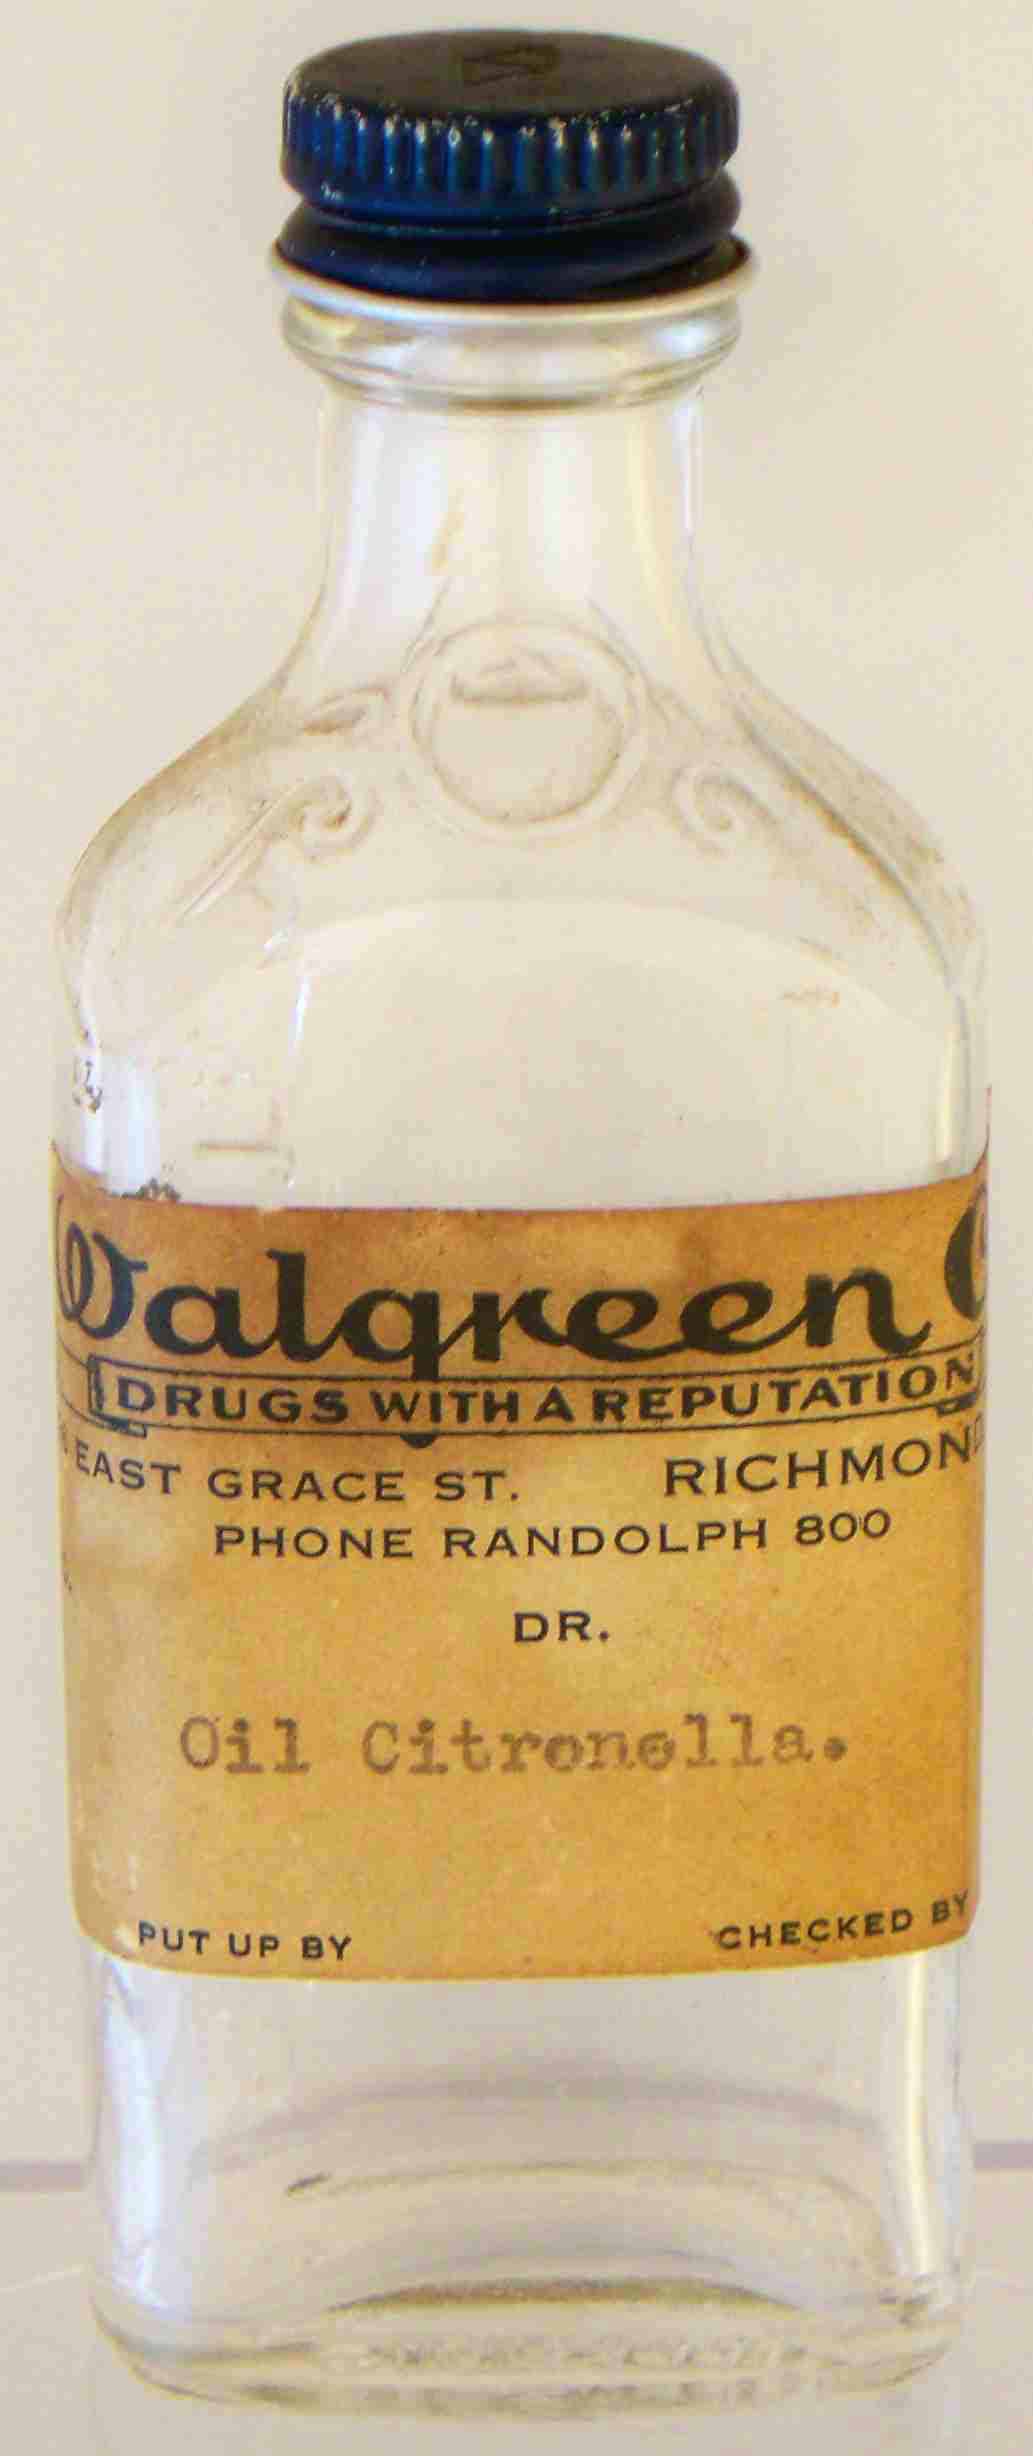 Walgreen
DRUGS WITH A REPUTATION
EAST GRACE ST. RICHMOND
PHONE RANDOLPH 800
DR.
Oil Citronella.
PUT UP BY CHECKED BY